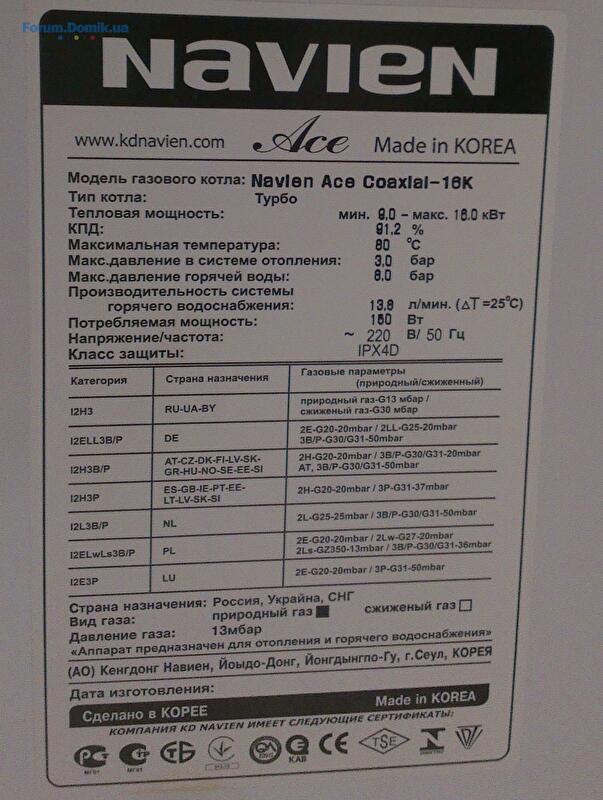 Forum.Domik.ua
NAVIEN
www.kdnavien.com Ace Made in KOREA
Модель газового котла: Navien Ace Coaxial-16K
Тип котла: Турбо
Тепловая мощность: мин. 9,0 - макс. 16.0 кВт
КПД: 91,2 %
Максимальная температура: 80 °C
Макс.давление в системе отопления: 3,0 бар
Макс.давление горячей воды: 8,0 бар
Производительность системы
горячего водоснабжения: 13,8 л/мин. (ΔT =25°C)
Потребляемая мощность: 150 Вт
Напряжение/частота: ~ 220 В/ 50 Гц
Класс защиты: IPX4D
Категория Страна назначения Газовые параметры
(природный/сжиженный)
I2H3 RU-UA-BY природный газ-G13 мбар /
сжиженый газ-G30 мбар
I2ELL3B/P DE 2E-G20-20mbar / 2LL-G25-20mbar
3B/P-G30/G31-50mbar
I2H3B/P AT-CZ-DK-FI-LV-SK-
GR-HU-NO-SE-EE-SI
2H-G20-20mbar / 3B/P-G30/G31-20mbar
AT, 3B/P-G30/G31-50mbar
I2H3P ES-GB-IE-PT-EE-
LT-LV-SK-SI
2H-G20-20mbar / 3P-G31-37mbar
I2L3B/P NL 2L-G25-25mbar / 3B/P-G30/G31-50mbar
I2ELwLs3B/P PL 2E-G20-20mbar / 2Lw-G27-20mbar
2Ls-GZ350-13mbar / 3B/P-G30/G31-36mbar
I2E3P LU 2E-G20-20mbar / 3P-G31-50mbar
Страна назначения: Россия, Украина, СНГ
Вид газа: природный газ сжиженый газ
Давление газа: 13мбар
«Аппарат предназначен для отопления и горячего водоснабжения»
(АО) Кенгдонг Навиен, Йоыдо-Донг, Йонгдынгпо-Гу, г.Сеул, КОРЕЯ
Дата изготовления:
Сделано в КОРЕЕ Made in KOREA
КОМПАНИЯ KD NAVIEN ИМЕЕТ СЛЕДУЮЩИЕ СЕРТИФИКАТЫ:
КАВ CE TSE